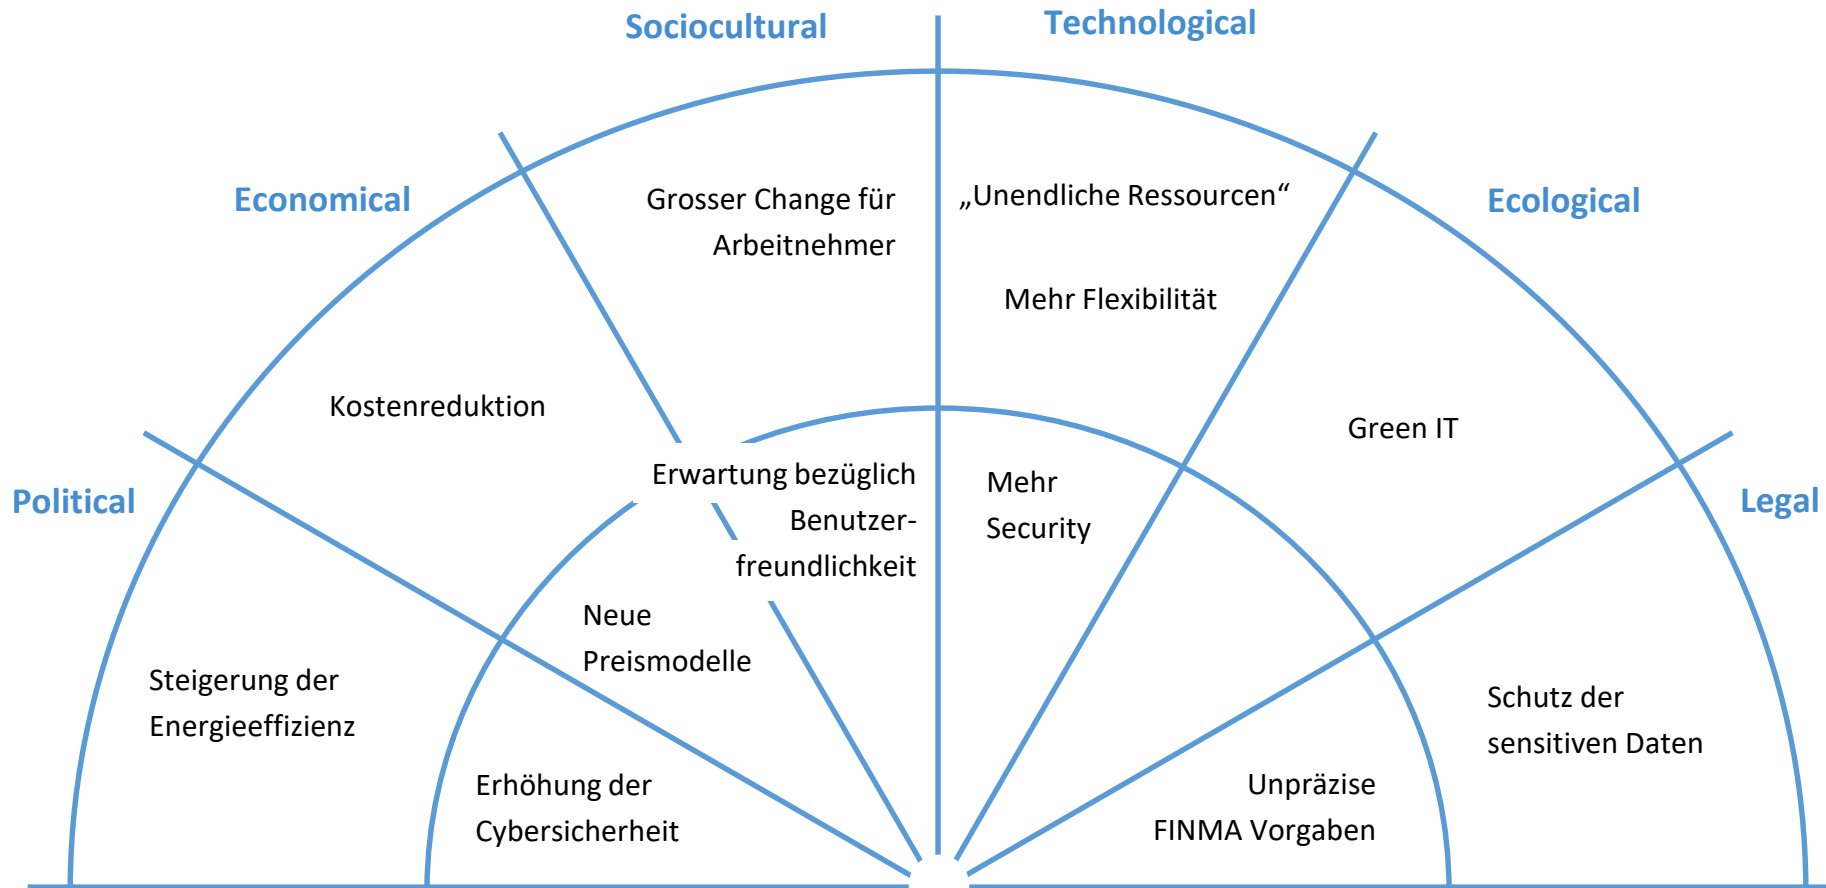 Sociocultural
Technological
Economical
Ecological
Political
Legal
Grosser Change für
Arbeitnehmer
„Unendliche Ressourcen“
Mehr Flexibilität
Kostenreduktion
Green IT
Erwartung bezüglich
Benutzer-
freundlichkeit
Mehr
Security
Neue
Preismodelle
Steigerung der
Energieeffizienz
Schutz der
sensitiven Daten
Erhöhung der
Cybersicherheit
Unpräzise
FINMA Vorgaben